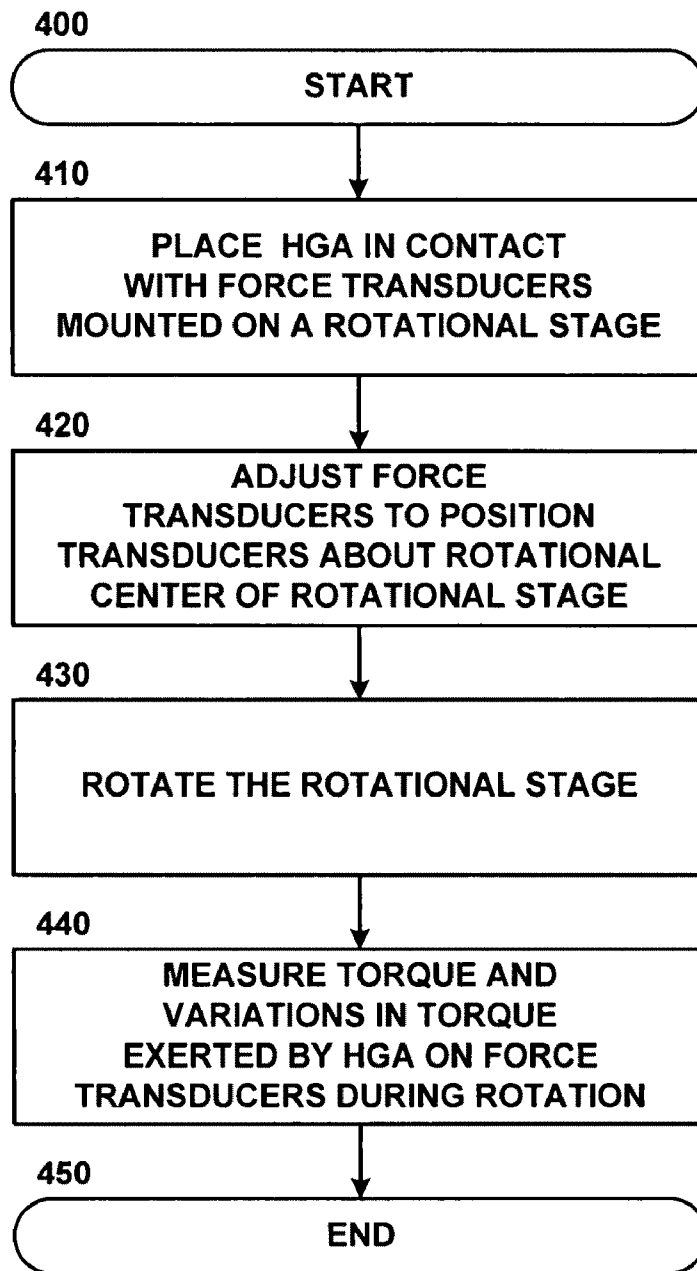 400
START
410
PLACE HGA IN CONTACT
WITH FORCE TRANSDUCERS
MOUNTED ON A ROTATIONAL STAGE
420
ADJUST FORCE
TRANSDUCERS TO POSITION
TRANSDUCERS ABOUT ROTATIONAL
CENTER OF ROTATIONAL STAGE
430
ROTATE THE ROTATIONAL STAGE
440
MEASURE TORQUE AND
VARIATIONS IN TORQUE
EXERTED BY HGA ON FORCE
TRANSDUCERS DURING ROTATION
450
END